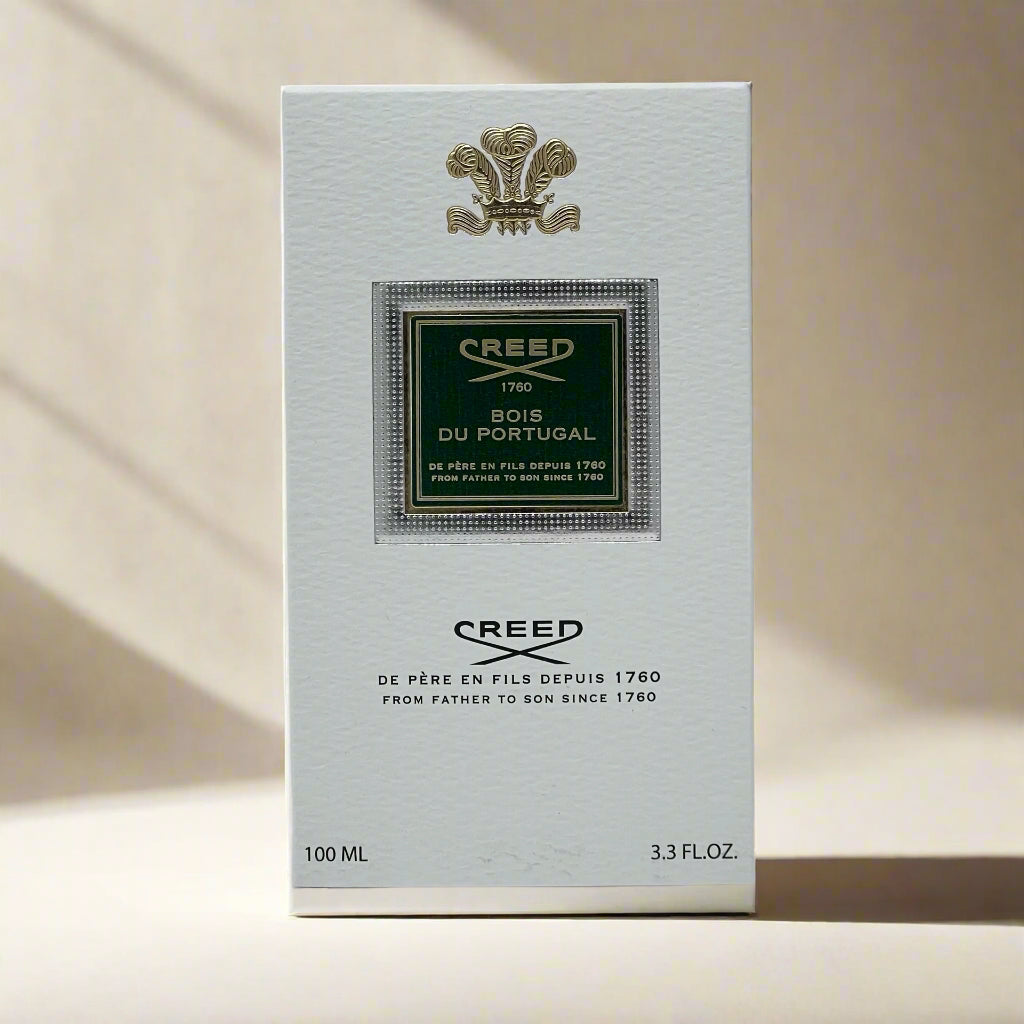 CREED
1760
BOIS
DU PORTUGAL
DE PÈRE EN FILS DEPUIS 1760
FROM FATHER TO SON SINCE 1760
CREED
DE PÈRE EN FILS DEPUIS 1760
FROM FATHER TO SON SINCE 1760
100 ML
3.3 FL.OZ.